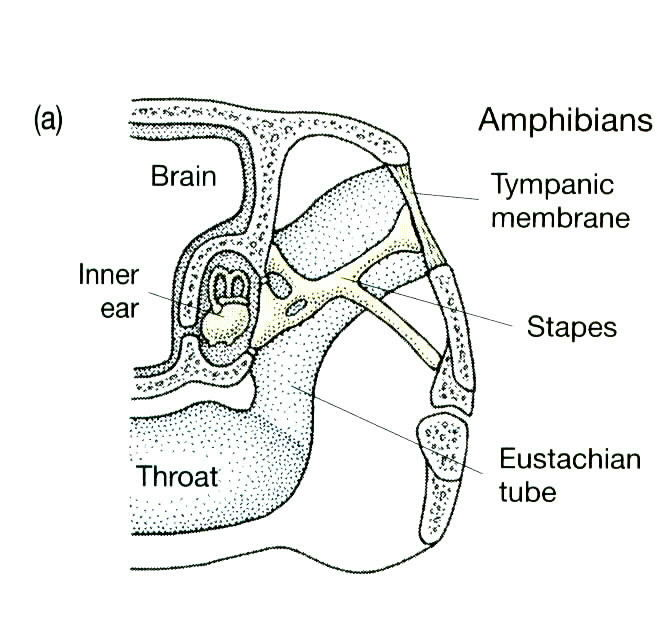 (a)
Amphibians
Brain
Tympanic
membrane
Inner
ear
Stapes
Throat
Eustachian
tube